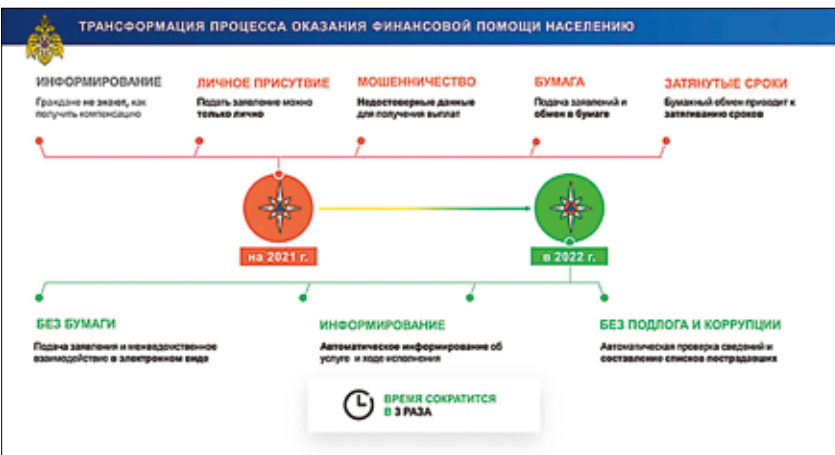 ТРАНСФОРМАЦИЯ ПРОЦЕССА ОКАЗАНИЯ ФИНАНСОВОЙ ПОМОЩИ НАСЕЛЕНИЮ
ИНФОРМИРОВАНИЕ
Граждане не знают, как
получить компенсацию
ЛИЧНОЕ ПРИСУТВИЕ
Подать заявление можно
только лично
МОШЕННИЧЕСТВО
Недостоверные данные
для получения выплат
БУМАГА
Подача заявлений и
обмен в бумаге
ЗАТЯНУТЫЕ СРОКИ
Бумажный обмен приводит к
затягиванию сроков
на 2021 г.
в 2022 г.
БЕЗ БУМАГИ
Подача заявления и межведомственное
взаимодействие в электронном виде
ИНФОРМИРОВАНИЕ
Автоматическое информирование об
услуге и ходе исполнения
БЕЗ ПОДЛОГА И КОРРУПЦИИ
Автоматическая проверка сведений и
составление списков пострадавших
ВРЕМЯ СОКРАТИТСЯ
В 3 РАЗА